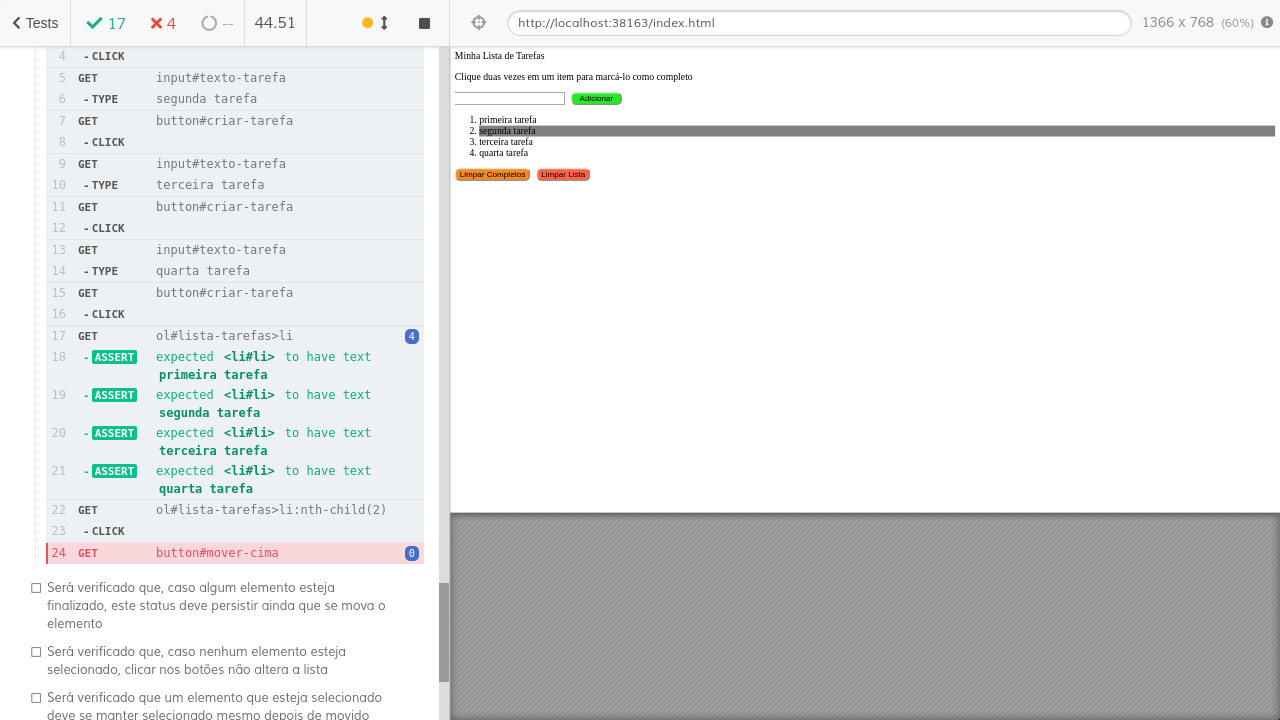 Tests 17 4 -- 44.51
http://localhost:38163/index.html 1366 x 768 (60%)
4 - CLICK
5 GET input#texto-tarefa
6 - TYPE segunda tarefa
7 GET button#criar-tarefa
8 - CLICK
9 GET input#texto-tarefa
10 - TYPE terceira tarefa
11 GET button#criar-tarefa
12 - CLICK
13 GET input#texto-tarefa
14 - TYPE quarta tarefa
15 GET button#criar-tarefa
16 - CLICK
17 GET ol#lista-tarefas>li 4
18 - ASSERT expected <li#li> to have text
primeira tarefa
19 - ASSERT expected <li#li> to have text
segunda tarefa
20 - ASSERT expected <li#li> to have text
terceira tarefa
21 - ASSERT expected <li#li> to have text
quarta tarefa
22 GET ol#lista-tarefas>li:nth-child(2)
23 - CLICK
24 GET button#mover-cima 0
Será verificado que, caso algum elemento esteja
finalizado, este status deve persistir ainda que se mova o
elemento
Será verificado que, caso nenhum elemento esteja
selecionado, clicar nos botões não altera a lista
Será verificado que um elemento que esteja selecionado
deve se manter selecionado mesmo depois de movido
Minha Lista de Tarefas
Clique duas vezes em um item para marcá-lo como completo
Adicionar
1. primeira tarefa
2. segunda tarefa
3. terceira tarefa
4. quarta tarefa
Limpar Completos Limpar Lista